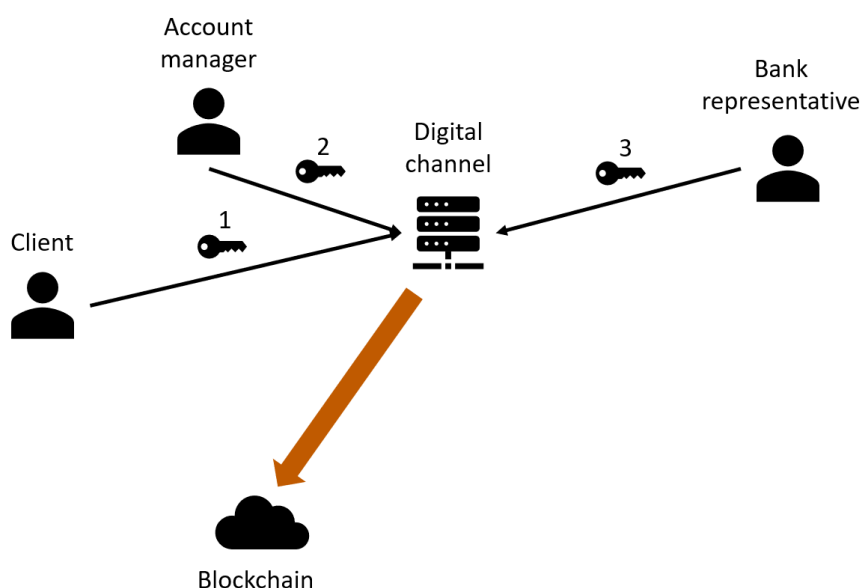 Account
manager
Bank
representative
Digital
channel
2
3
1
Client
Blockchain